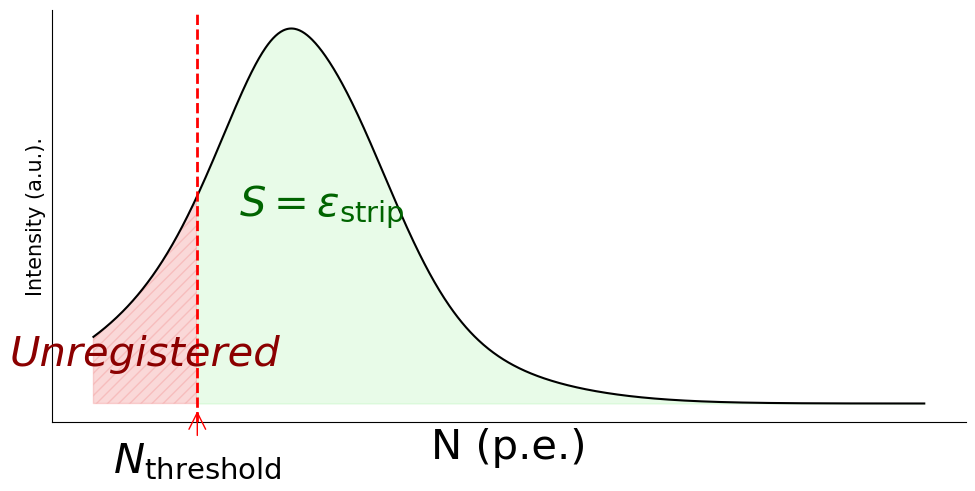 Intensity (a.u.).
S = ε_strip
Unregistered
N_threshold
N (p.e.)